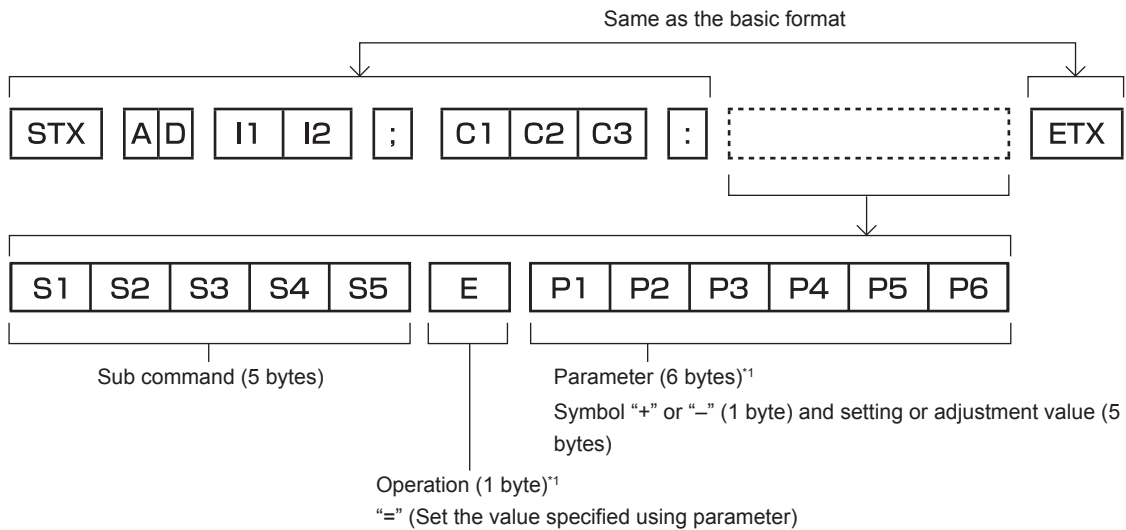 Same as the basic format
STX A D I1 I2 ; C1 C2 C3 : ETX
S1 S2 S3 S4 S5 E P1 P2 P3 P4 P5 P6
Sub command (5 bytes)
Parameter (6 bytes)*1
Symbol “+” or “–” (1 byte) and setting or adjustment value (5
bytes)
Operation (1 byte)*1
“=” (Set the value specified using parameter)